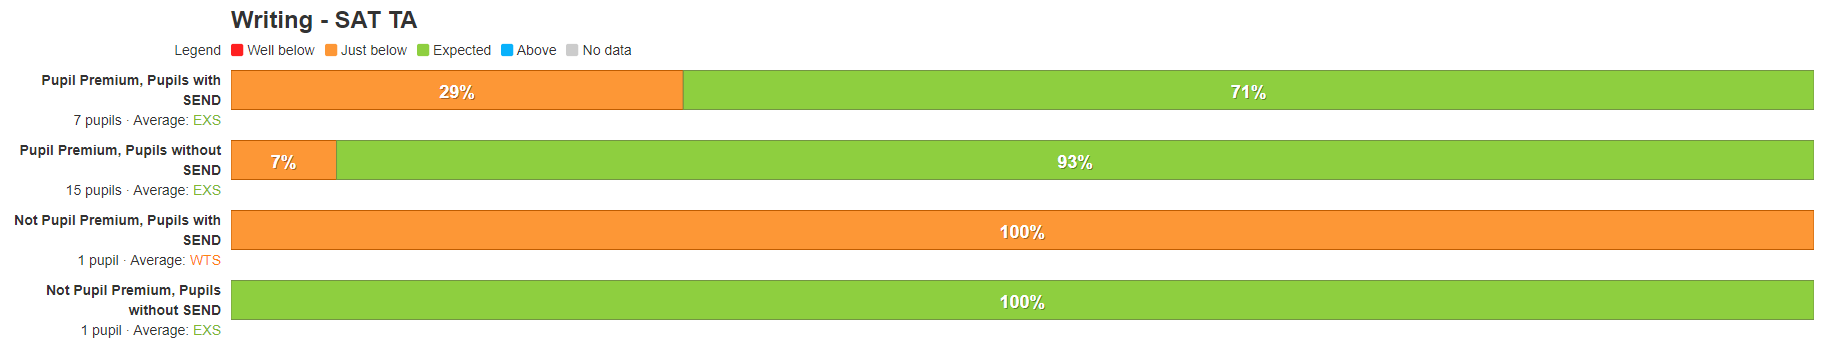 Writing - SAT TA
Legend Well below Just below Expected Above No data
Pupil Premium, Pupils with
SEND
7 pupils · Average: EXS
29% 71%
Pupil Premium, Pupils without
SEND
15 pupils · Average: EXS
7% 93%
Not Pupil Premium, Pupils with
SEND
1 pupil · Average: WTS
100%
Not Pupil Premium, Pupils
without SEND
1 pupil · Average: EXS
100%